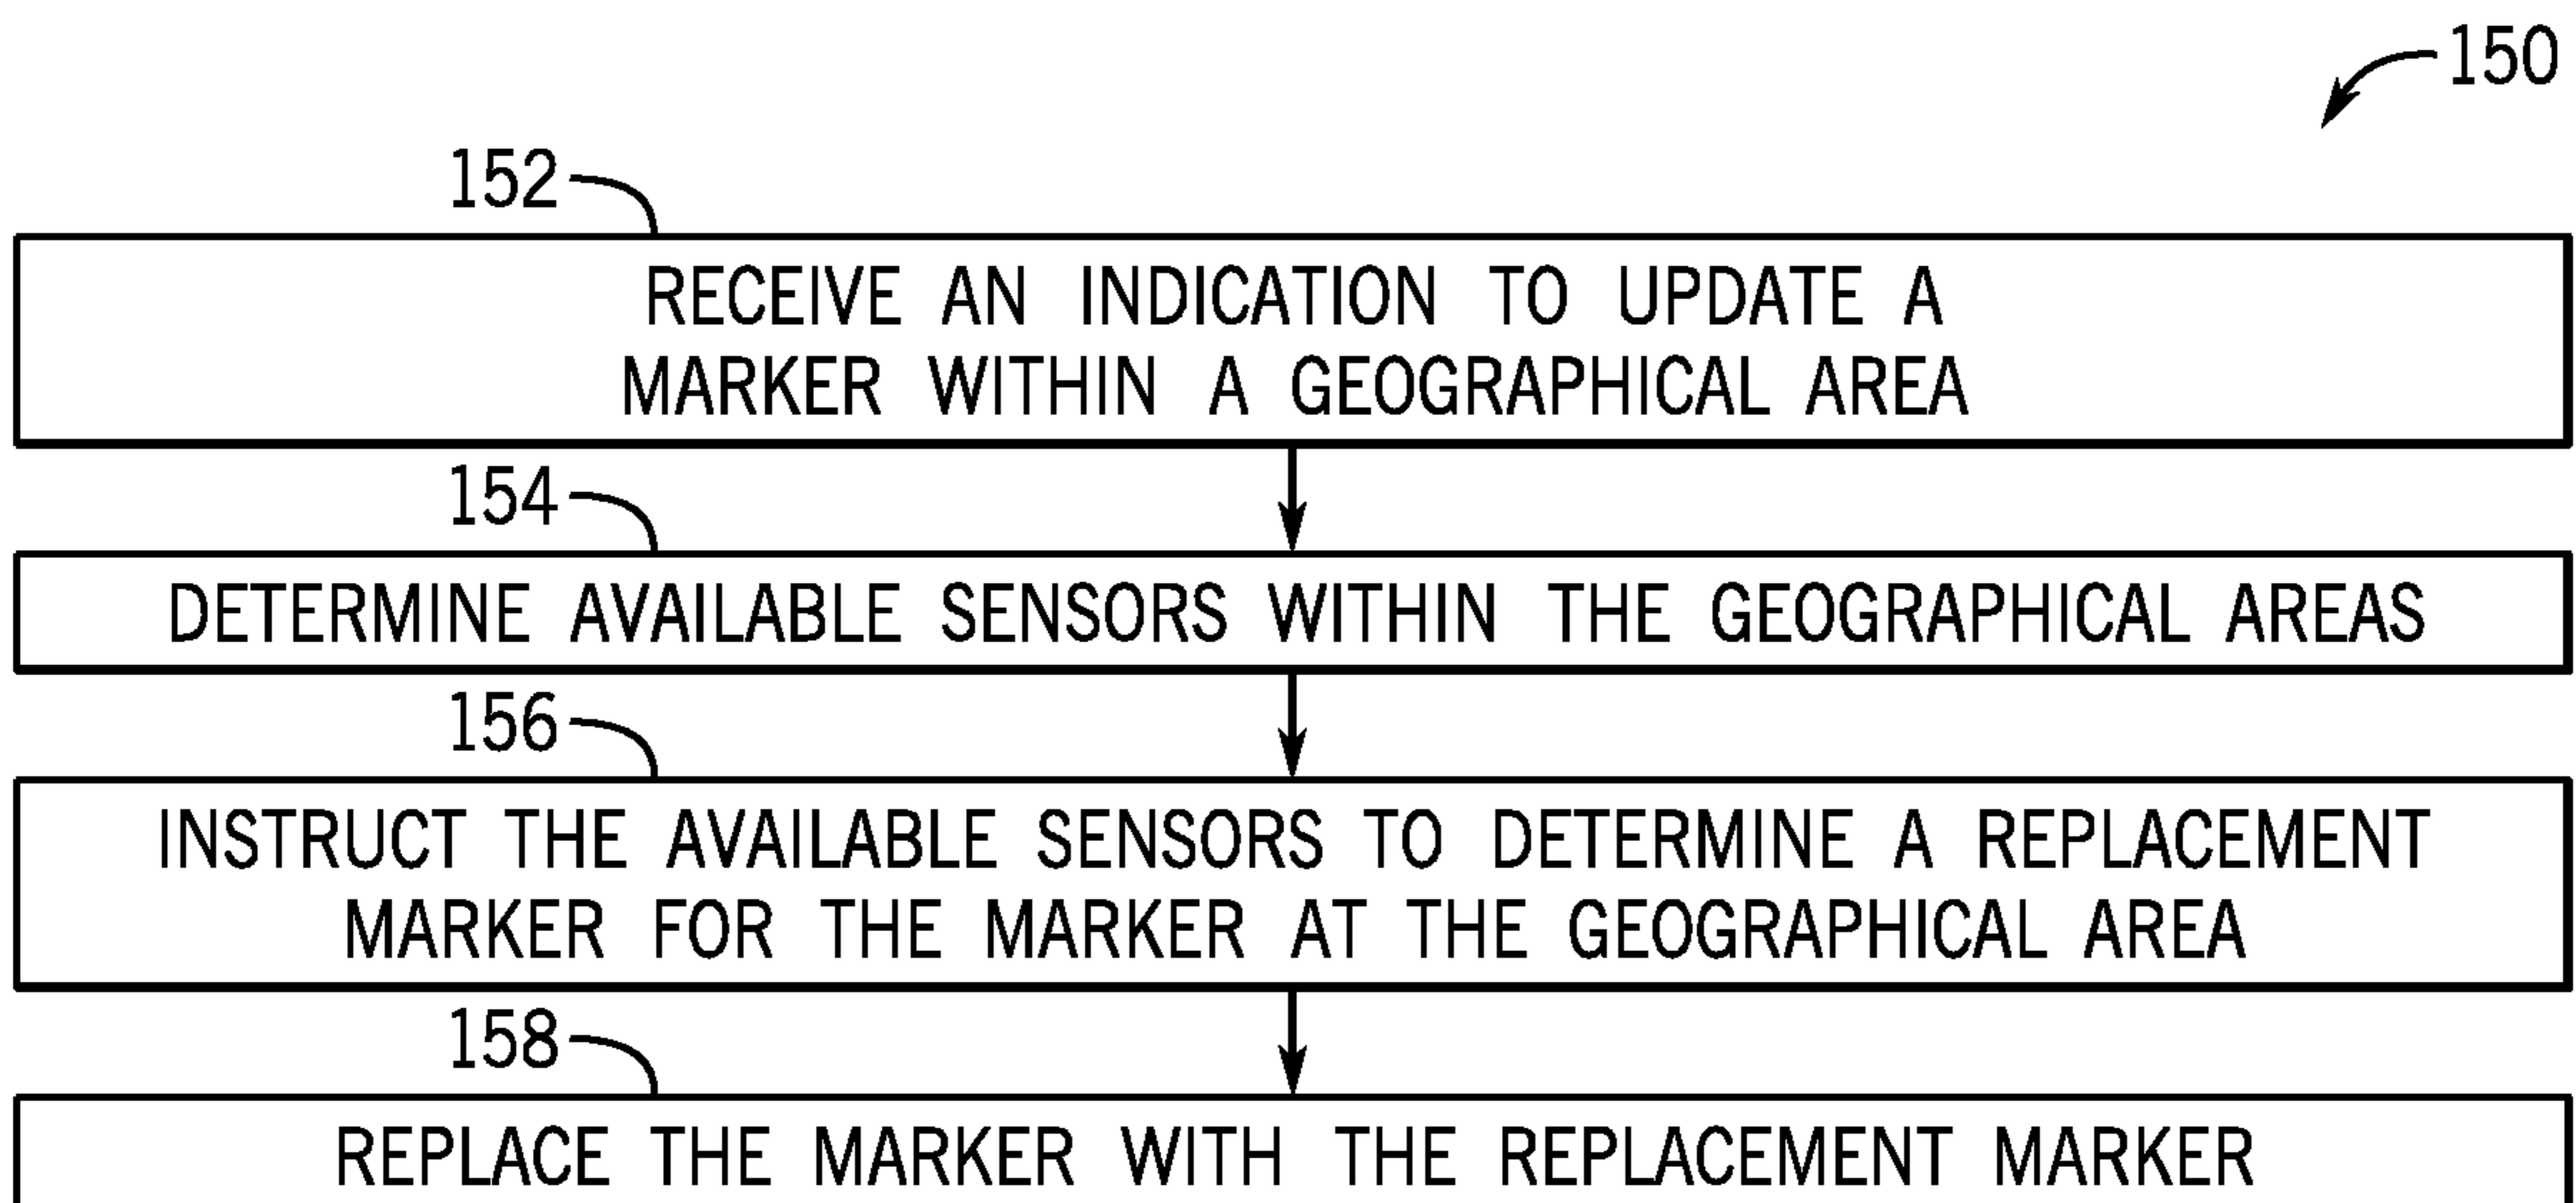 150
152
RECEIVE AN INDICATION TO UPDATE A
MARKER WITHIN A GEOGRAPHICAL AREA
154
DETERMINE AVAILABLE SENSORS WITHIN THE GEOGRAPHICAL AREAS
156
INSTRUCT THE AVAILABLE SENSORS TO DETERMINE A REPLACEMENT
MARKER FOR THE MARKER AT THE GEOGRAPHICAL AREA
158
REPLACE THE MARKER WITH THE REPLACEMENT MARKER